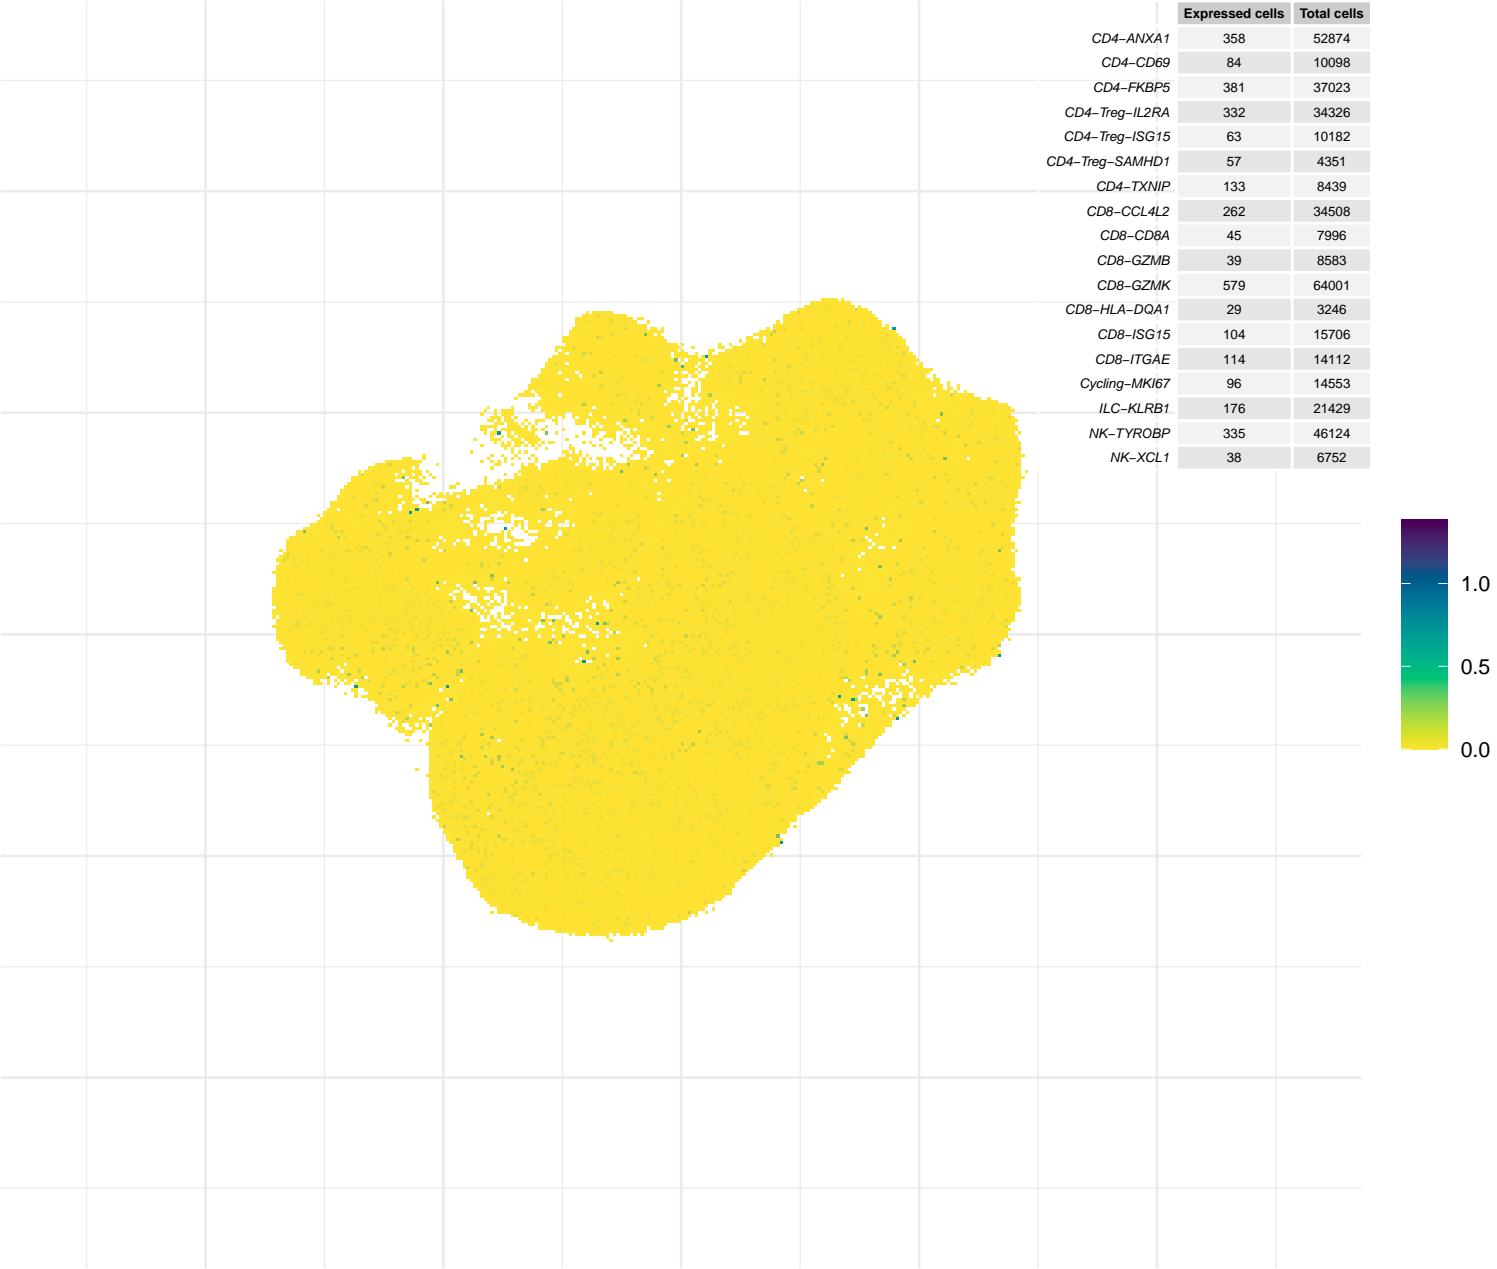 Expressed cells Total cells
CD4−ANXA1 358 52874
CD4−CD69 84 10098
CD4−FKBP5 381 37023
CD4−Treg−IL2RA 332 34326
CD4−Treg−ISG15 63 10182
CD4−Treg−SAMHD1 57 4351
CD4−TXNIP 133 8439
CD8−CCL4L2 262 34508
CD8−CD8A 45 7996
CD8−GZMB 39 8583
CD8−GZMK 579 64001
CD8−HLA−DQA1 29 3246
CD8−ISG15 104 15706
CD8−ITGAE 114 14112
Cycling−MKI67 96 14553
ILC−KLRB1 176 21429
NK−TYROBP 335 46124
NK−XCL1 38 6752
1.0
0.5
0.0